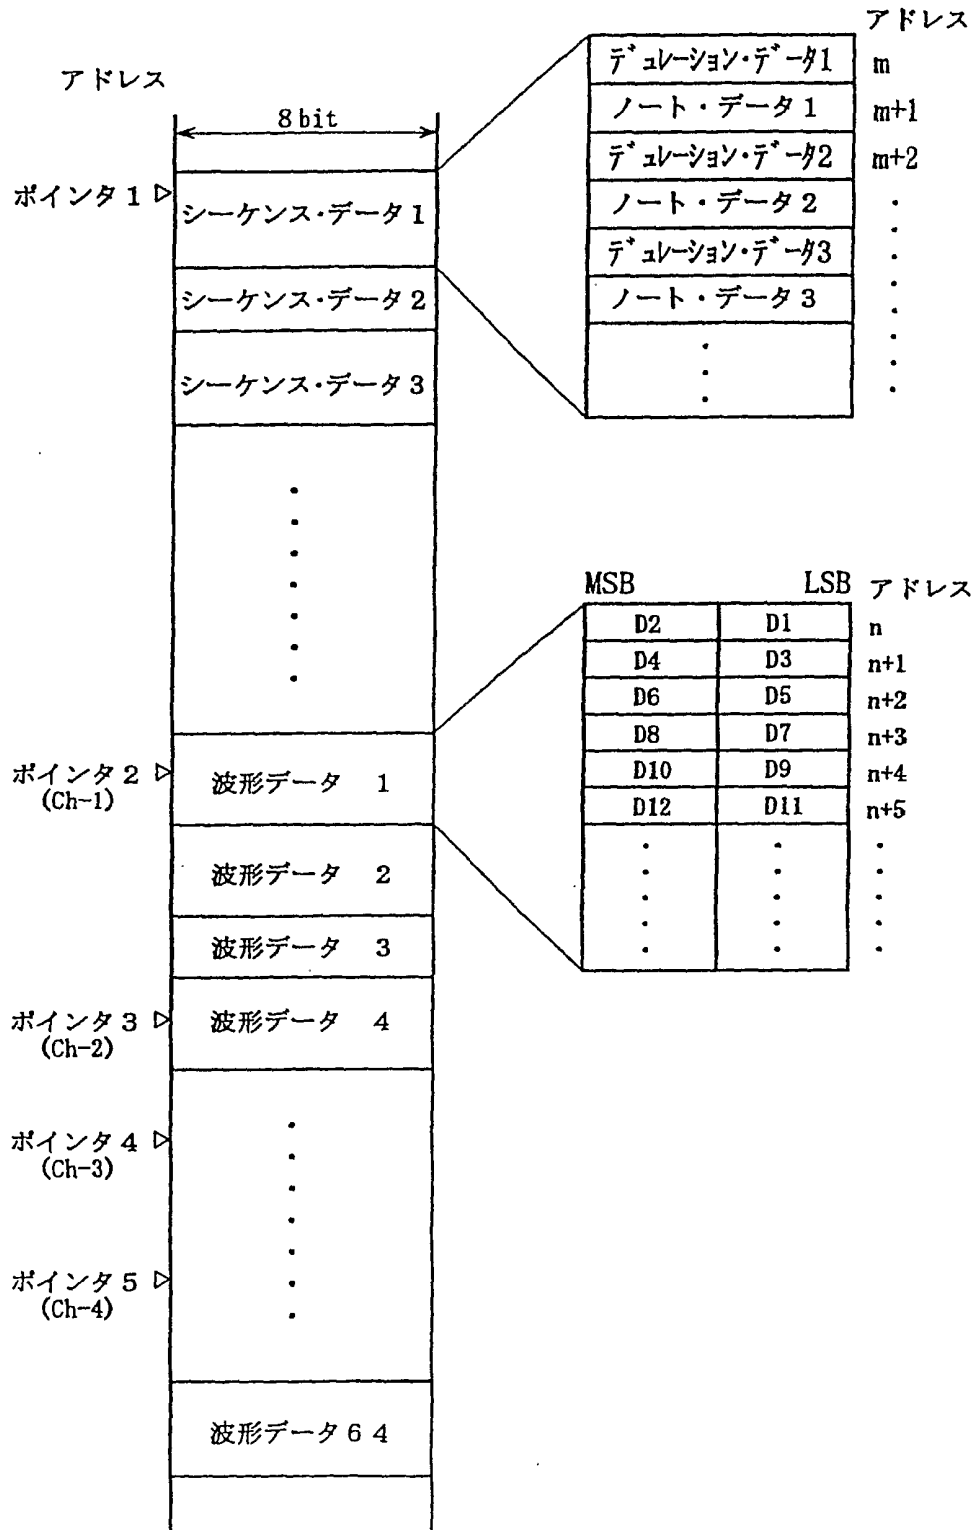 アドレス
8bit
ポインタ1
シーケンス・データ1
シーケンス・データ2
シーケンス・データ3
ポインタ2
(Ch-1)
波形データ 1
波形データ 2
波形データ 3
ポインタ3
(Ch-2)
波形データ 4
ポインタ4
(Ch-3)
ポインタ5
(Ch-4)
波形データ64
アドレス
デュレーション・データ1 m
ノート・データ1 m+1
デュレーション・データ2 m+2
ノート・データ2
デュレーション・データ3
ノート・データ3
MSB LSB アドレス
D2 D1 n
D4 D3 n+1
D6 D5 n+2
D8 D7 n+3
D10 D9 n+4
D12 D11 n+5